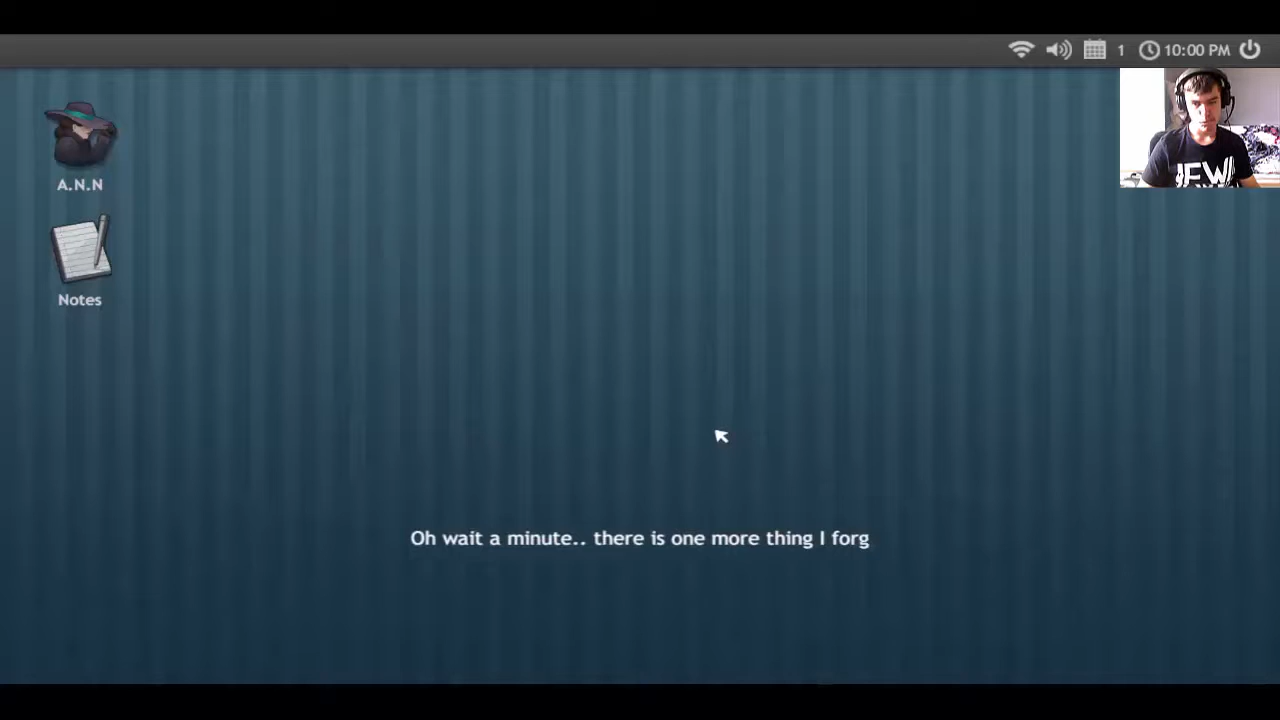 1 10:00 PM
A.N.N
Notes
Oh wait a minute.. there is one more thing I forg